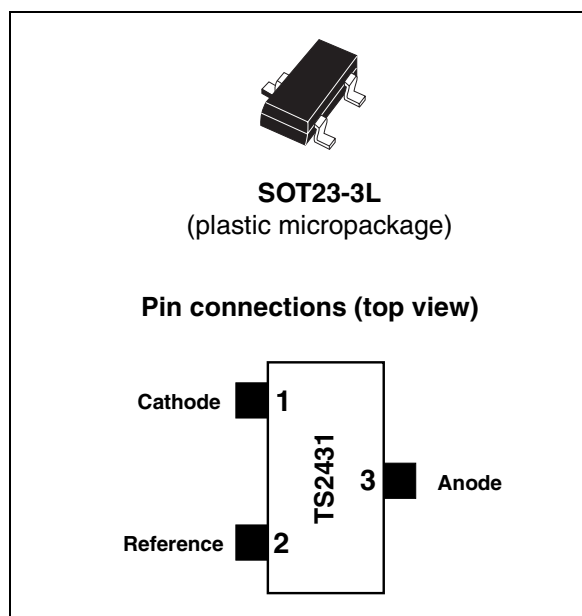 SOT23-3L
(plastic micropackage)
Pin connections (top view)
Cathode 1
TS2431
3 Anode
Reference 2